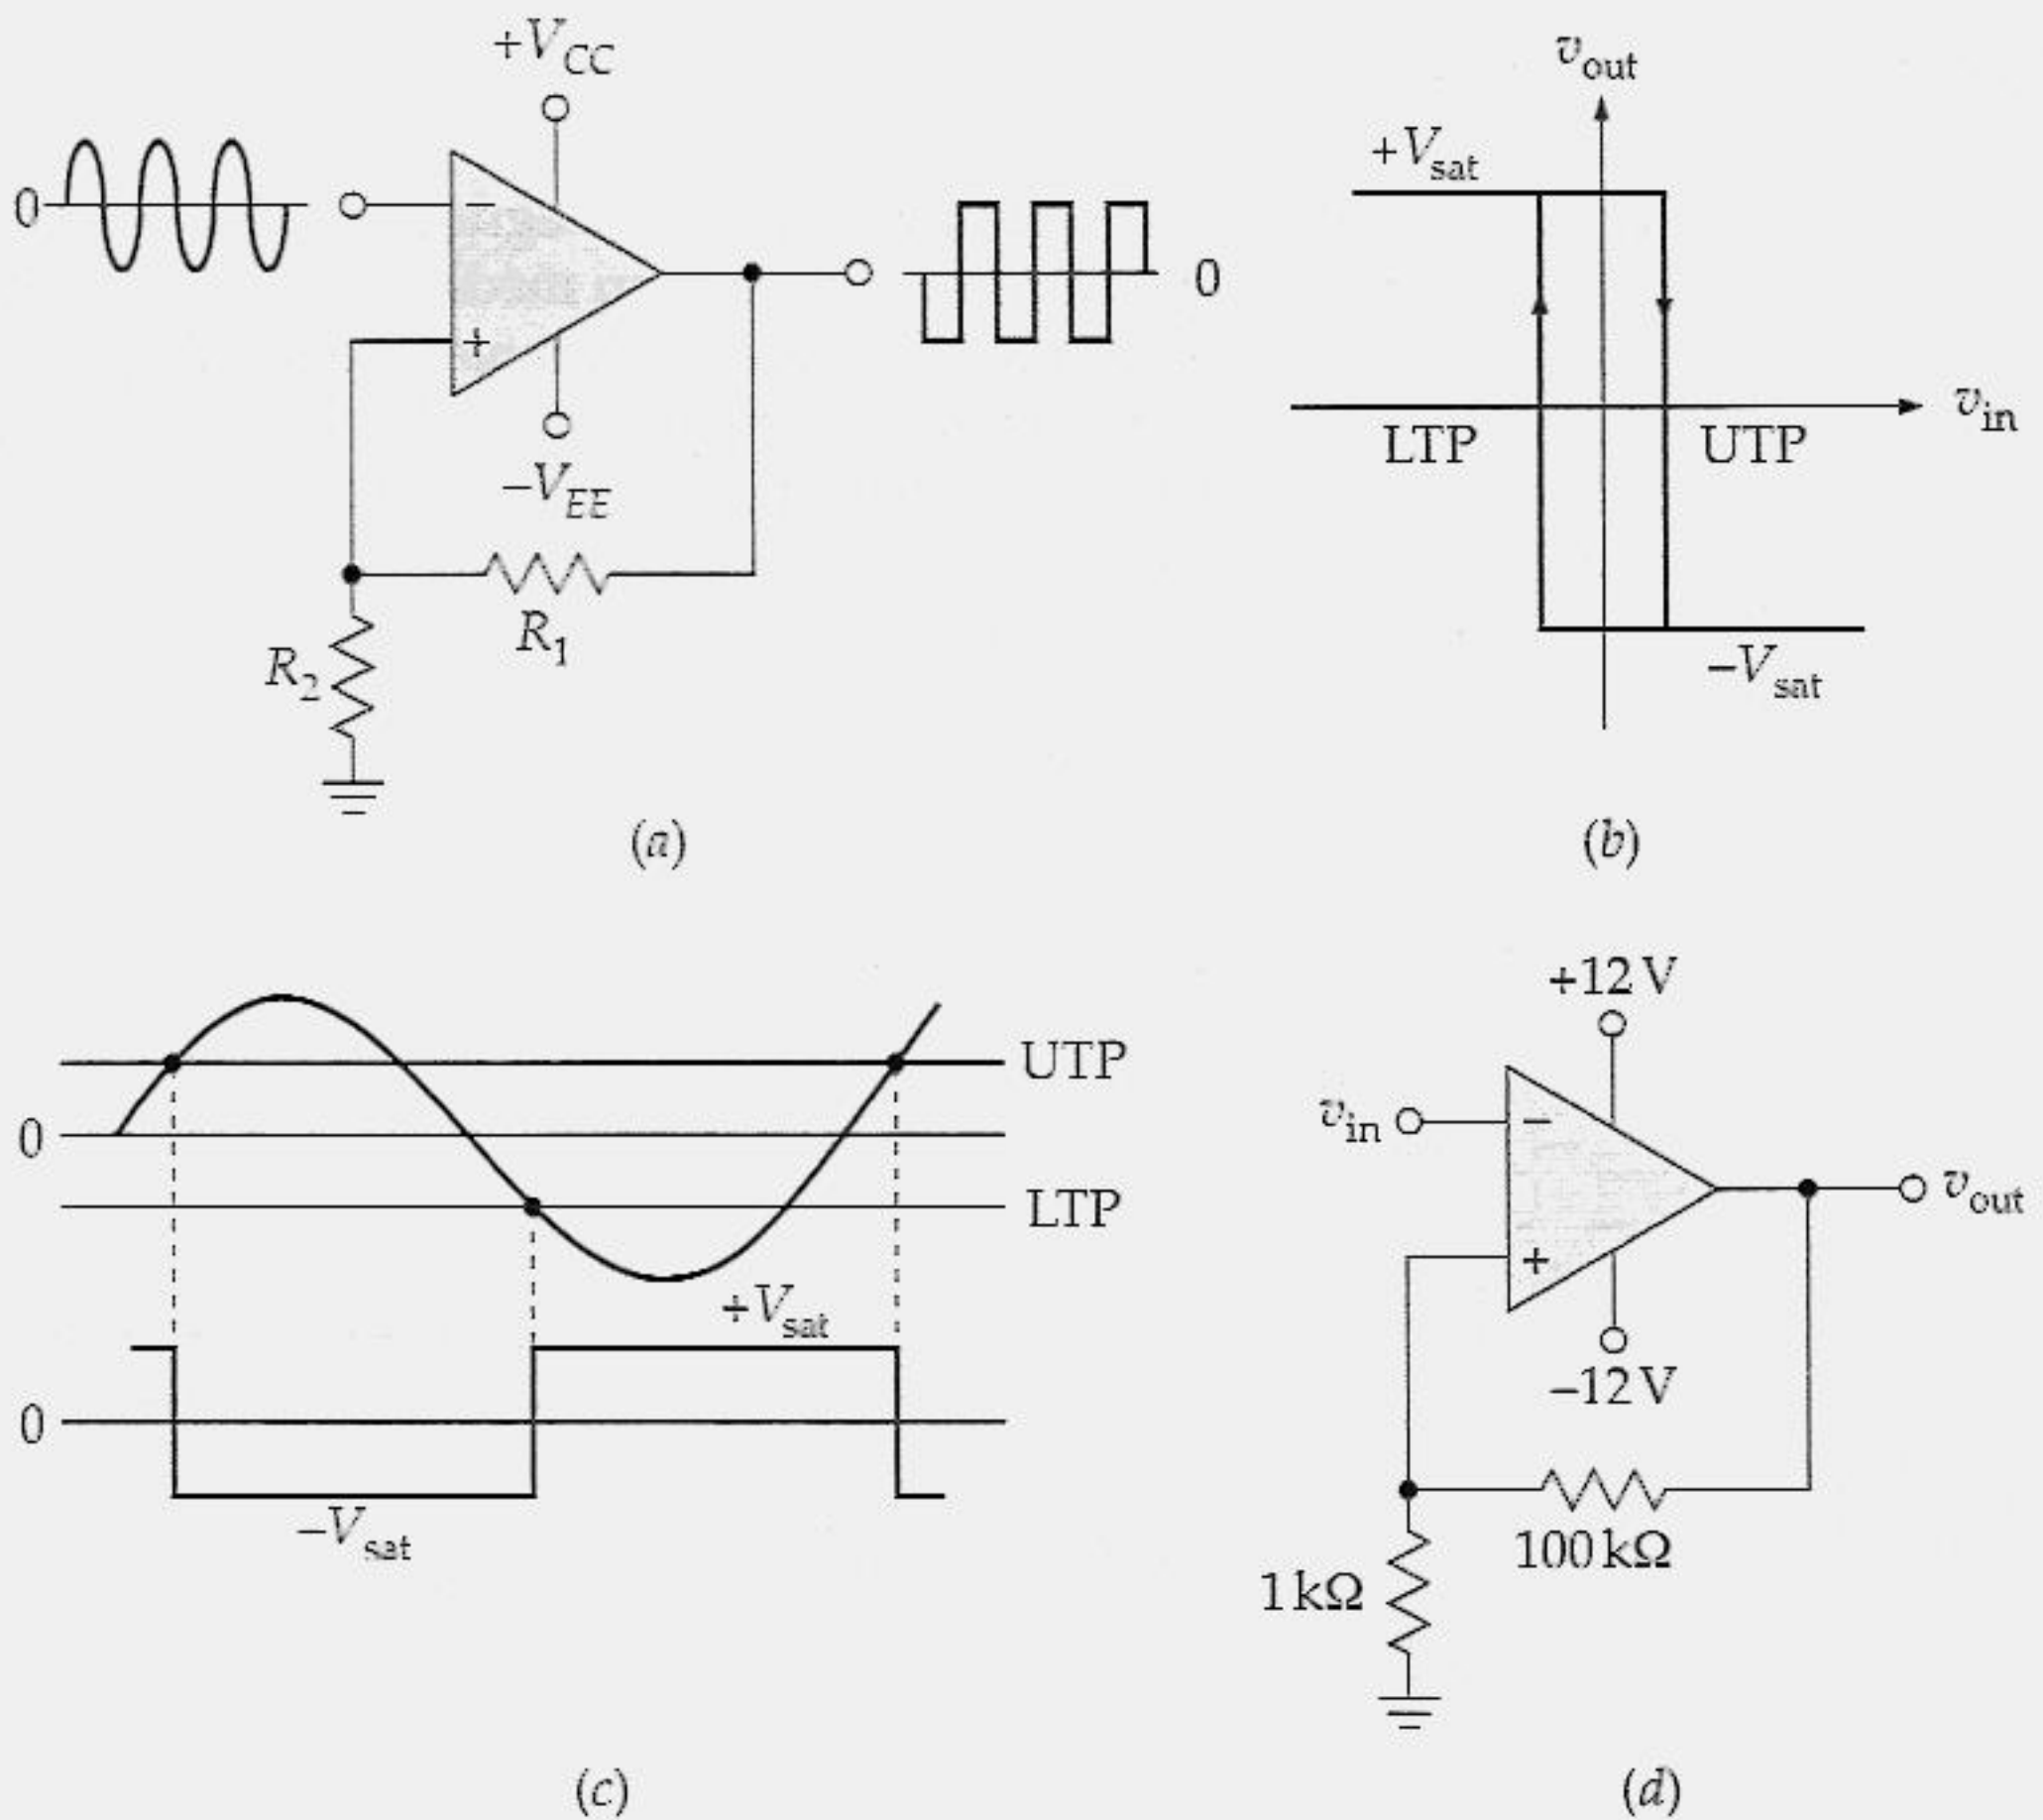 +V_CC
0
−
+
0
−V_EE
R_1
R_2
(a)
v_out
+V_sat
v_in
LTP
UTP
−V_sat
(b)
UTP
0
LTP
+V_sat
0
−V_sat
(c)
+12 V
v_in
−
+
v_out
−12 V
100 kΩ
1 kΩ
(d)